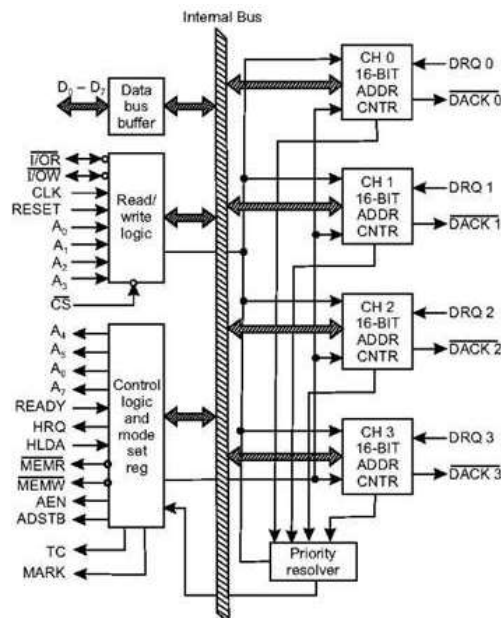 Internal Bus
D₀ – D₇
Data
bus
buffer
I/OR
I/OW
CLK
RESET
A₀
A₁
A₂
A₃
CS
Read/
write
logic
A₄
A₅
A₆
A₇
READY
HRQ
HLDA
MEMR
MEMW
AEN
ADSTB
TC
MARK
Control
logic
and
mode
set
reg
CH 0
16-BIT
ADDR
CNTR
DRQ 0
DACK 0
CH 1
16-BIT
ADDR
CNTR
DRQ 1
DACK 1
CH 2
16-BIT
ADDR
CNTR
DRQ 2
DACK 2
CH 3
16-BIT
ADDR
CNTR
DRQ 3
DACK 3
Priority
resolver